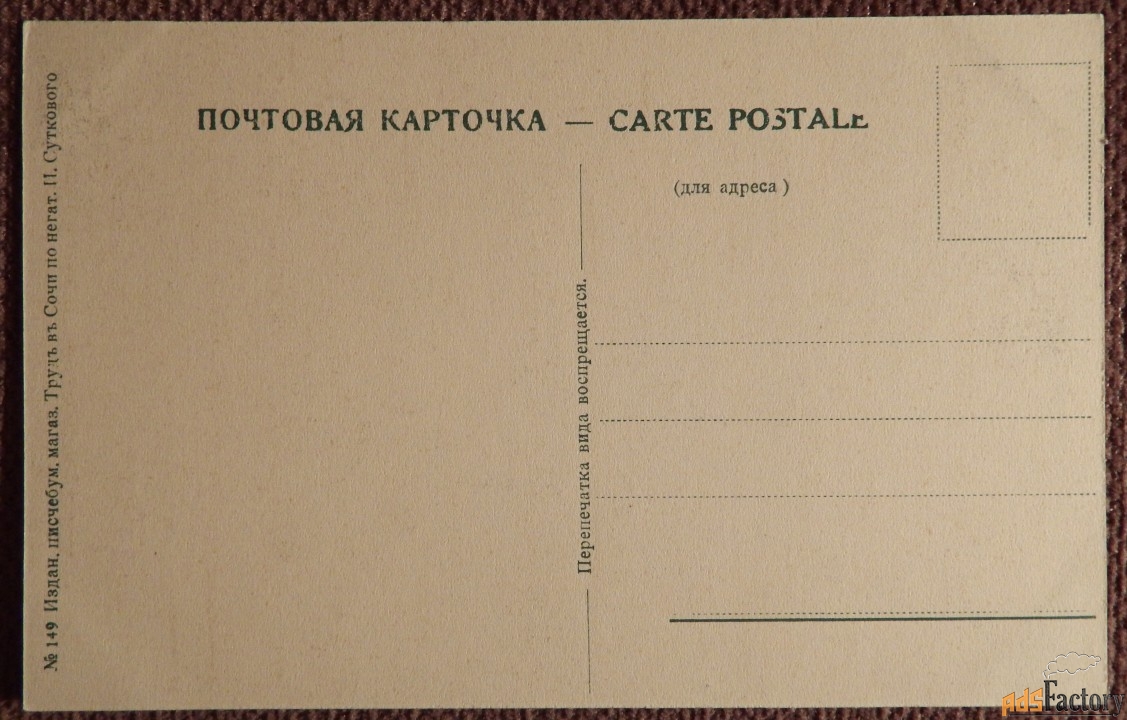 ПОЧТОВАЯ КАРТОЧКА — CARTE POSTALE
(для адреса)
№ 149 Издан. писчебум. магаз. Трудъ въ Сочи по негат. П. Суткового
Перепечатка вида воспрещается.
AdsFactory